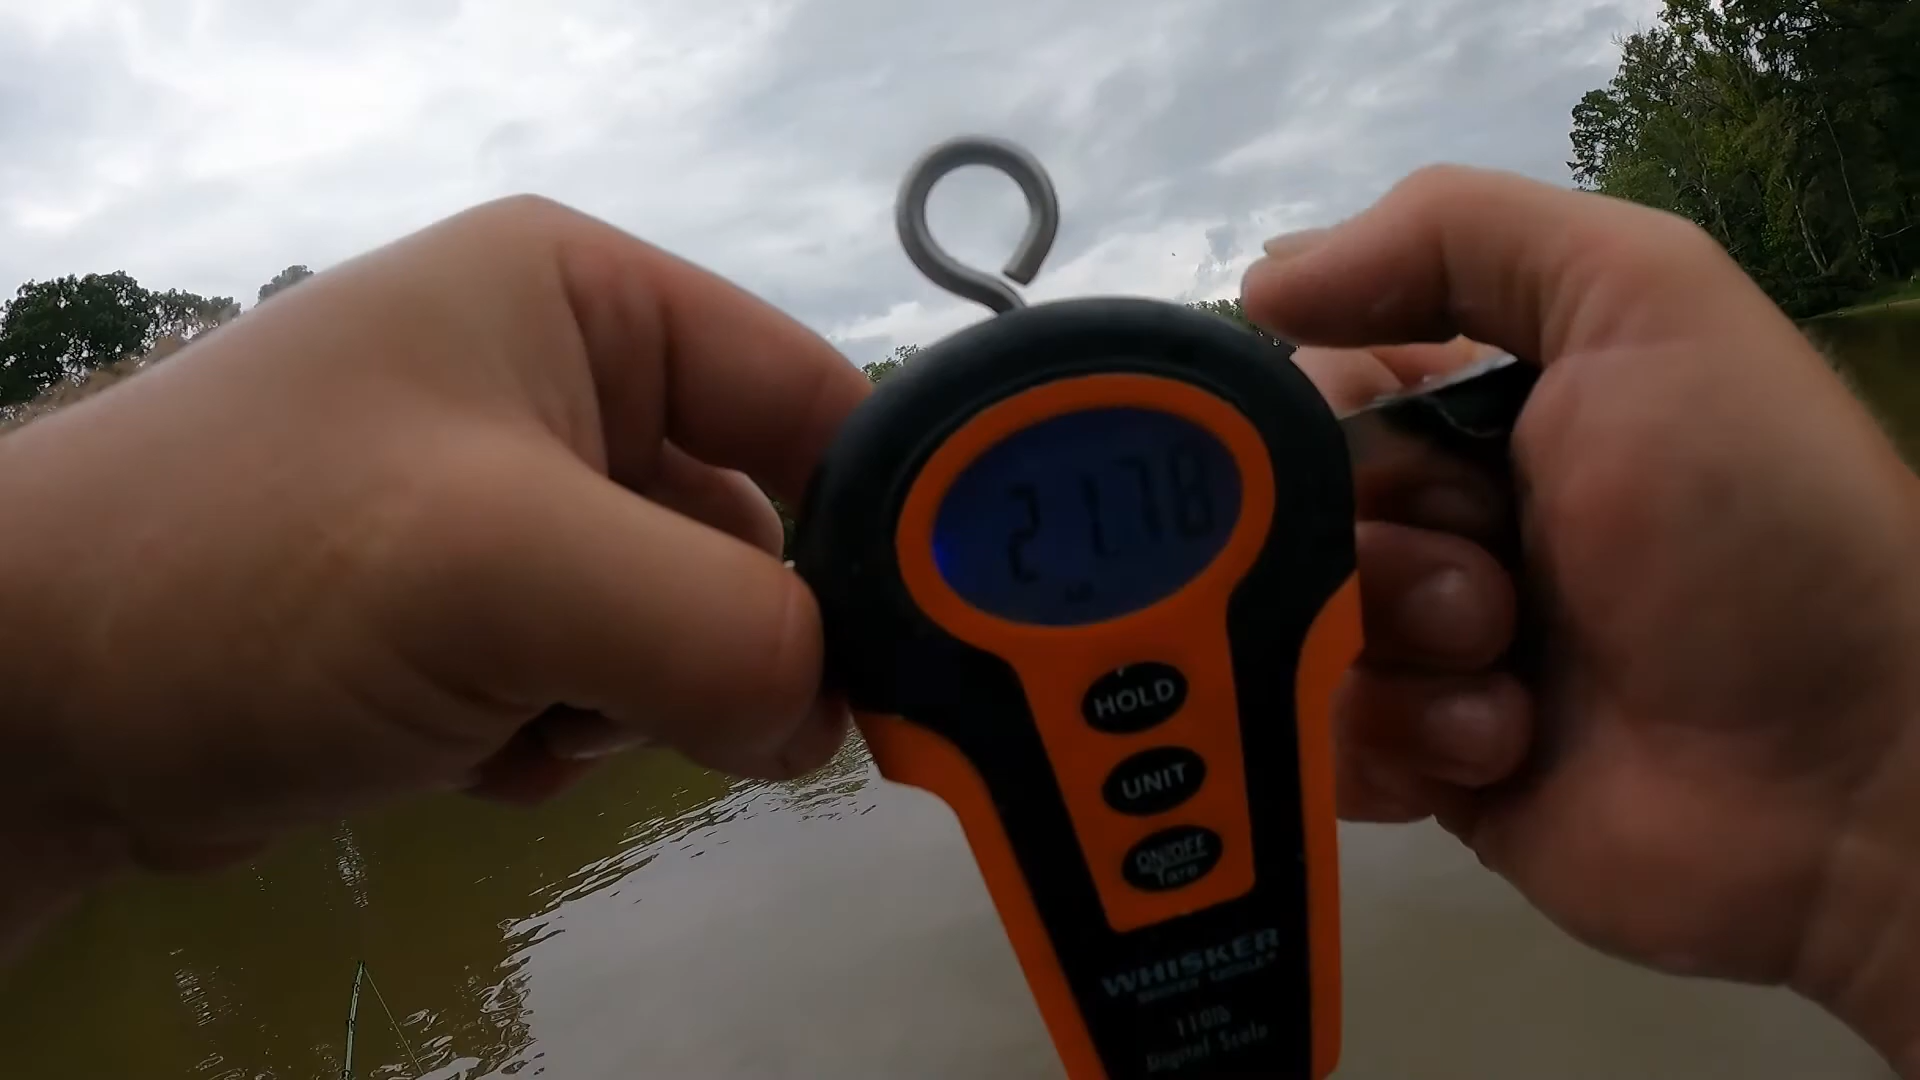 21.78
HOLD
UNIT
ON/OFF
Tare
WHISKER
110lb
Digital Scale